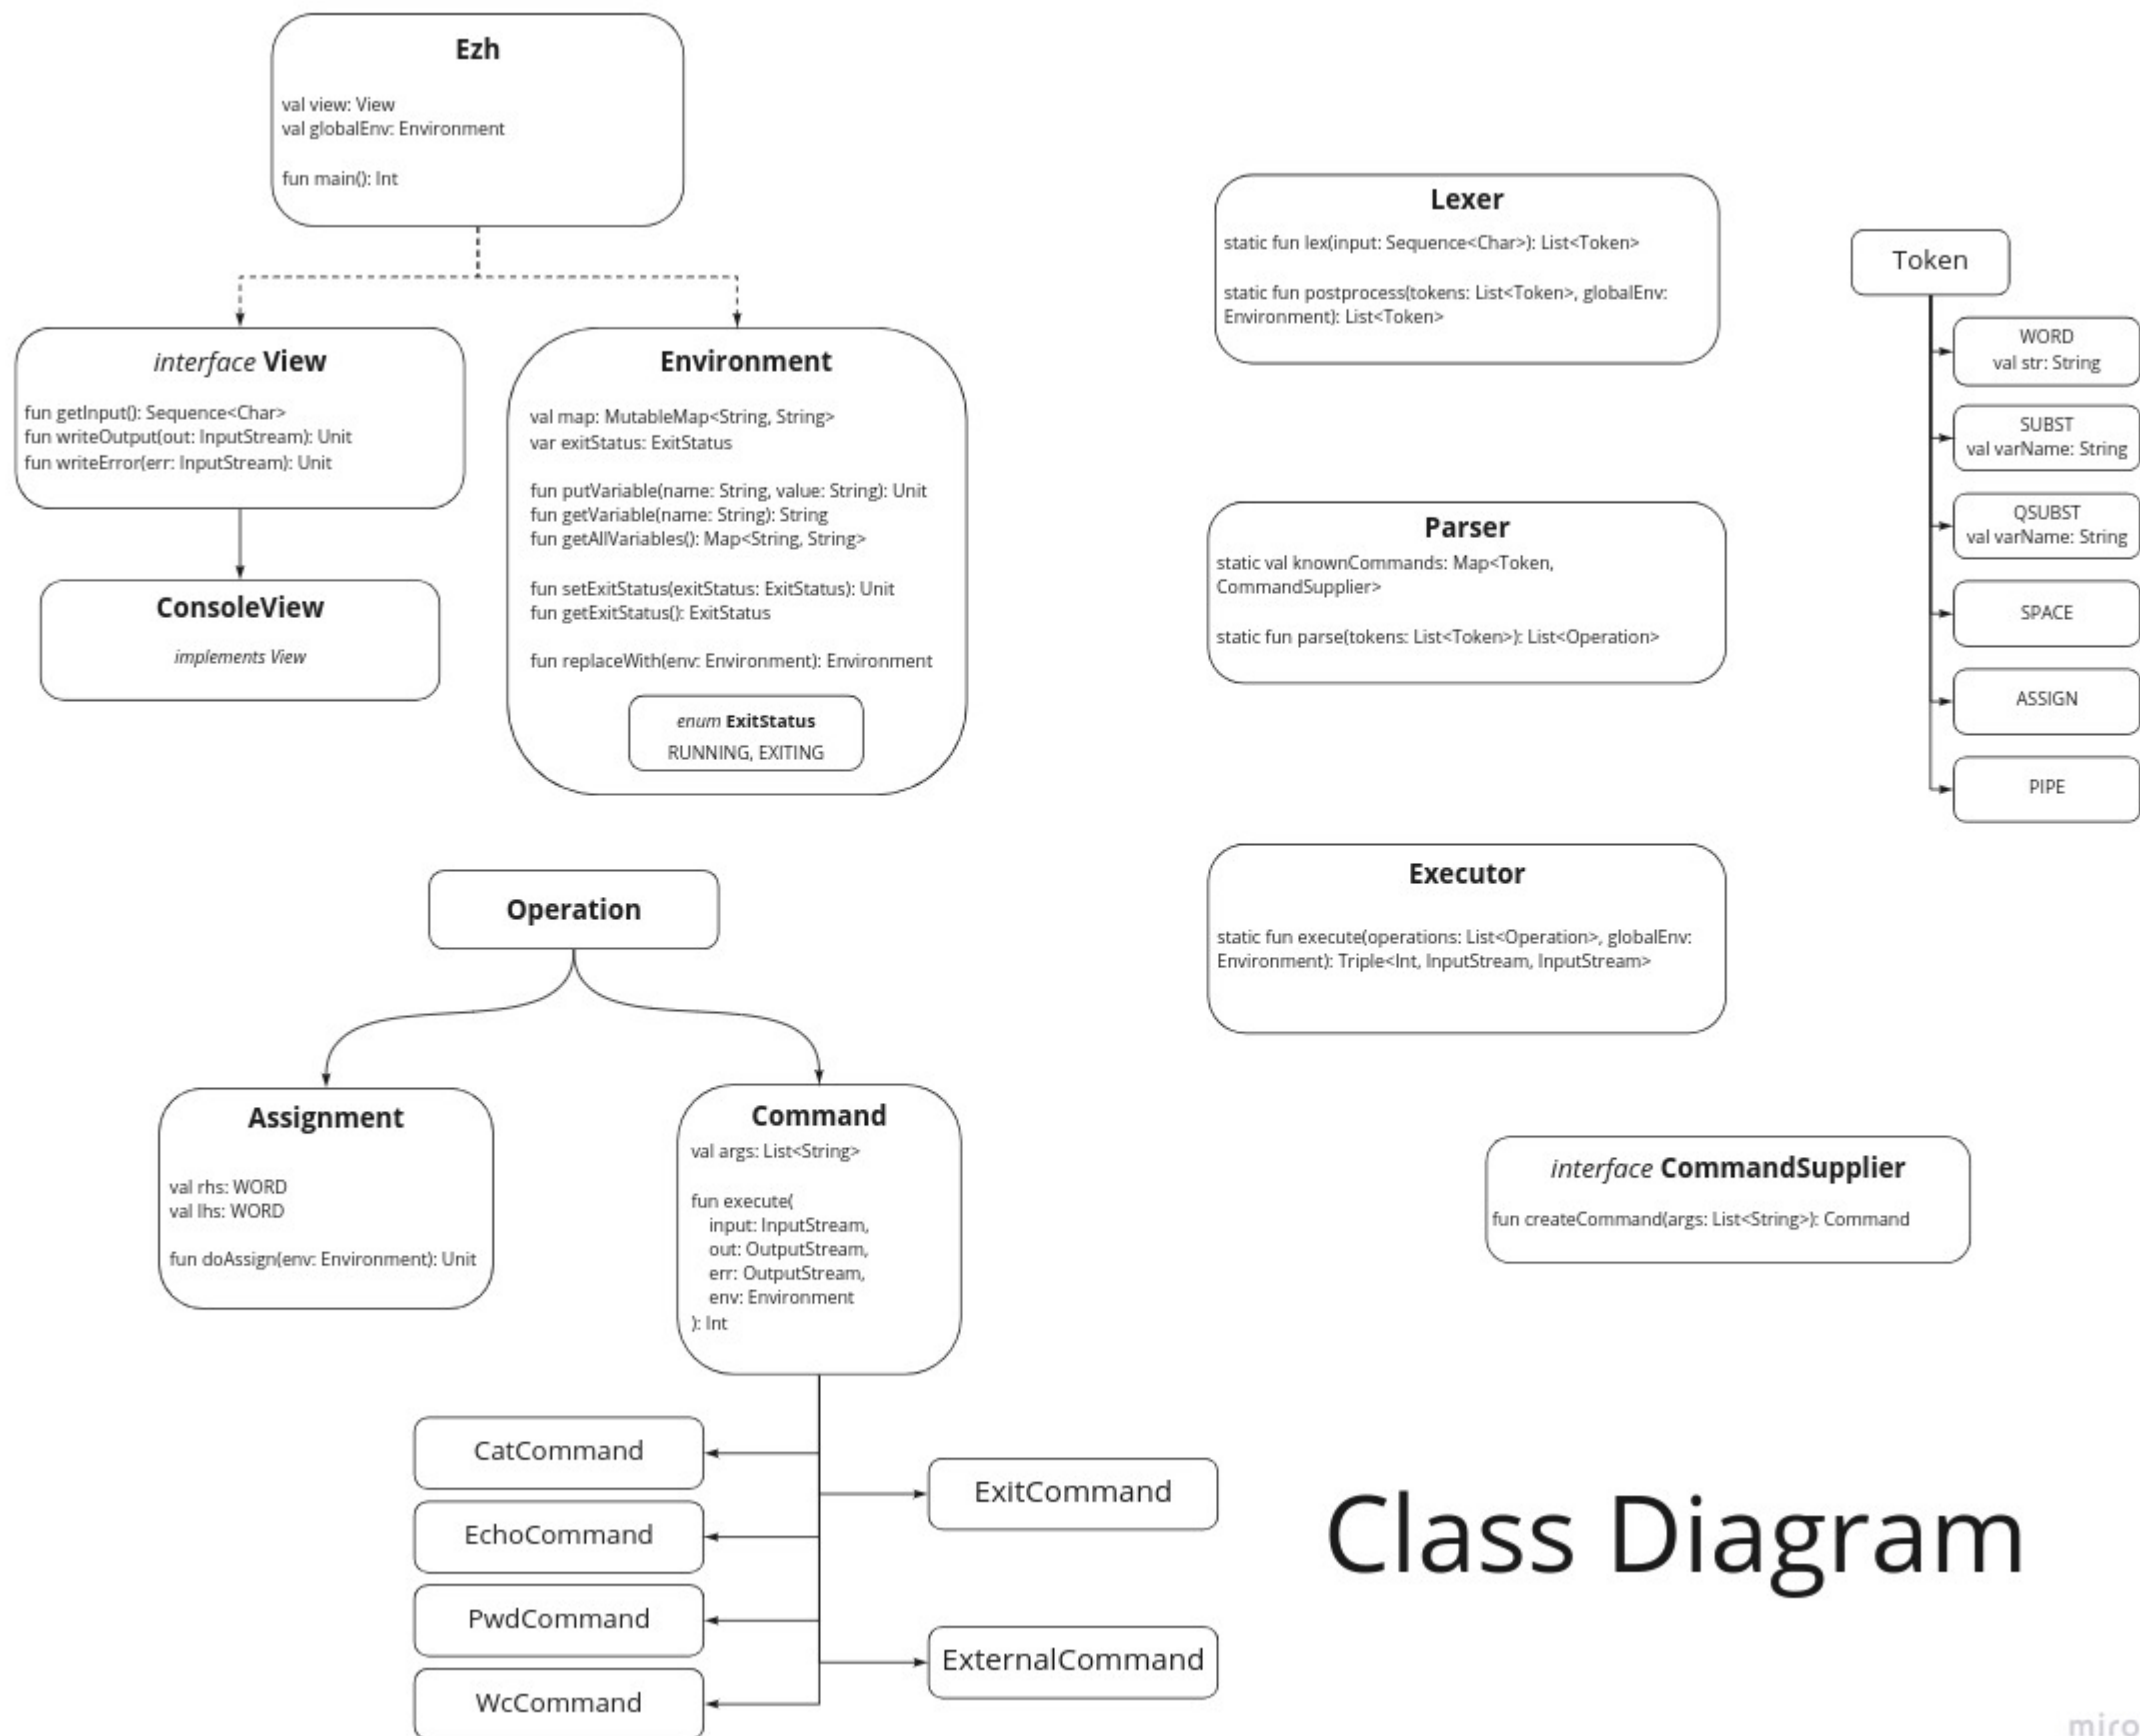 Ezh
val view: View
val globalEnv: Environment
fun main(): Int
interface View
fun getInput(): Sequence<Char>
fun writeOutput(out: InputStream): Unit
fun writeError(err: InputStream): Unit
ConsoleView
implements View
Environment
val map: MutableMap<String, String>
var exitStatus: ExitStatus
fun putVariable(name: String, value: String): Unit
fun getVariable(name: String): String
fun getAllVariables(): Map<String, String>
fun setExitStatus(exitStatus: ExitStatus): Unit
fun getExitStatus(): ExitStatus
fun replaceWith(env: Environment): Environment
enum ExitStatus
RUNNING, EXITING
Lexer
static fun lex(input: Sequence<Char>): List<Token>
static fun postprocess(tokens: List<Token>, globalEnv:
Environment): List<Token>
Parser
static val knownCommands: Map<Token,
CommandSupplier>
static fun parse(tokens: List<Token>): List<Operation>
Token
WORD
val str: String
SUBST
val varName: String
QSUBST
val varName: String
SPACE
ASSIGN
PIPE
Executor
static fun execute(operations: List<Operation>, globalEnv:
Environment): Triple<Int, InputStream, InputStream>
Operation
Assignment
val rhs: WORD
val lhs: WORD
fun doAssign(env: Environment): Unit
Command
val args: List<String>
fun execute(
input: InputStream,
out: OutputStream,
err: OutputStream,
env: Environment
): Int
interface CommandSupplier
fun createCommand(args: List<String>): Command
CatCommand
EchoCommand
PwdCommand
WcCommand
ExitCommand
ExternalCommand
Class Diagram
miro